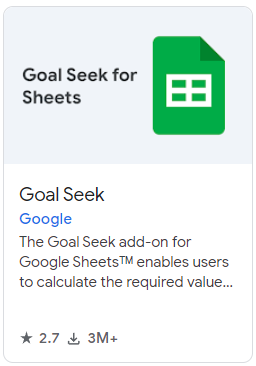 Goal Seek for
Sheets
Goal Seek
Google
The Goal Seek add-on for
Google Sheets™ enables users
to calculate the required value...
★ 2.7 3M+